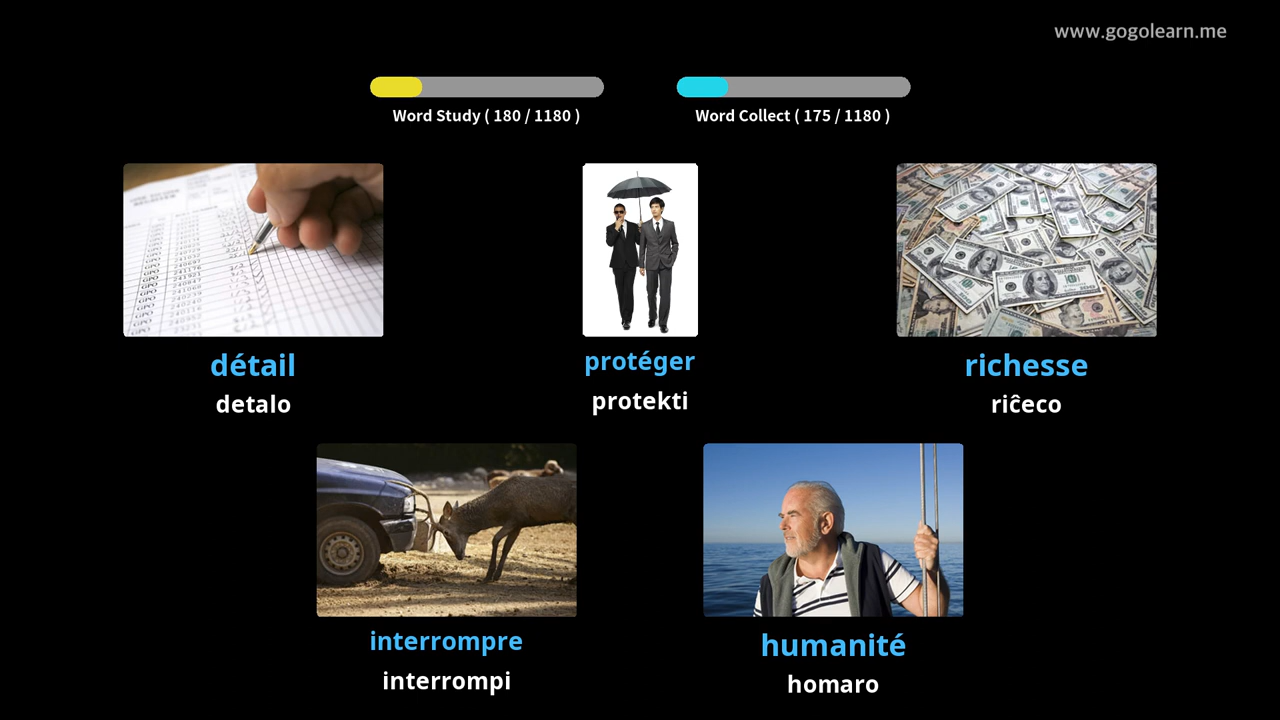 www.gogolearn.me
Word Study ( 180 / 1180 )
Word Collect ( 175 / 1180 )
détail
detalo
protéger
protekti
richesse
riĉeco
interrompre
interrompi
humanité
homaro